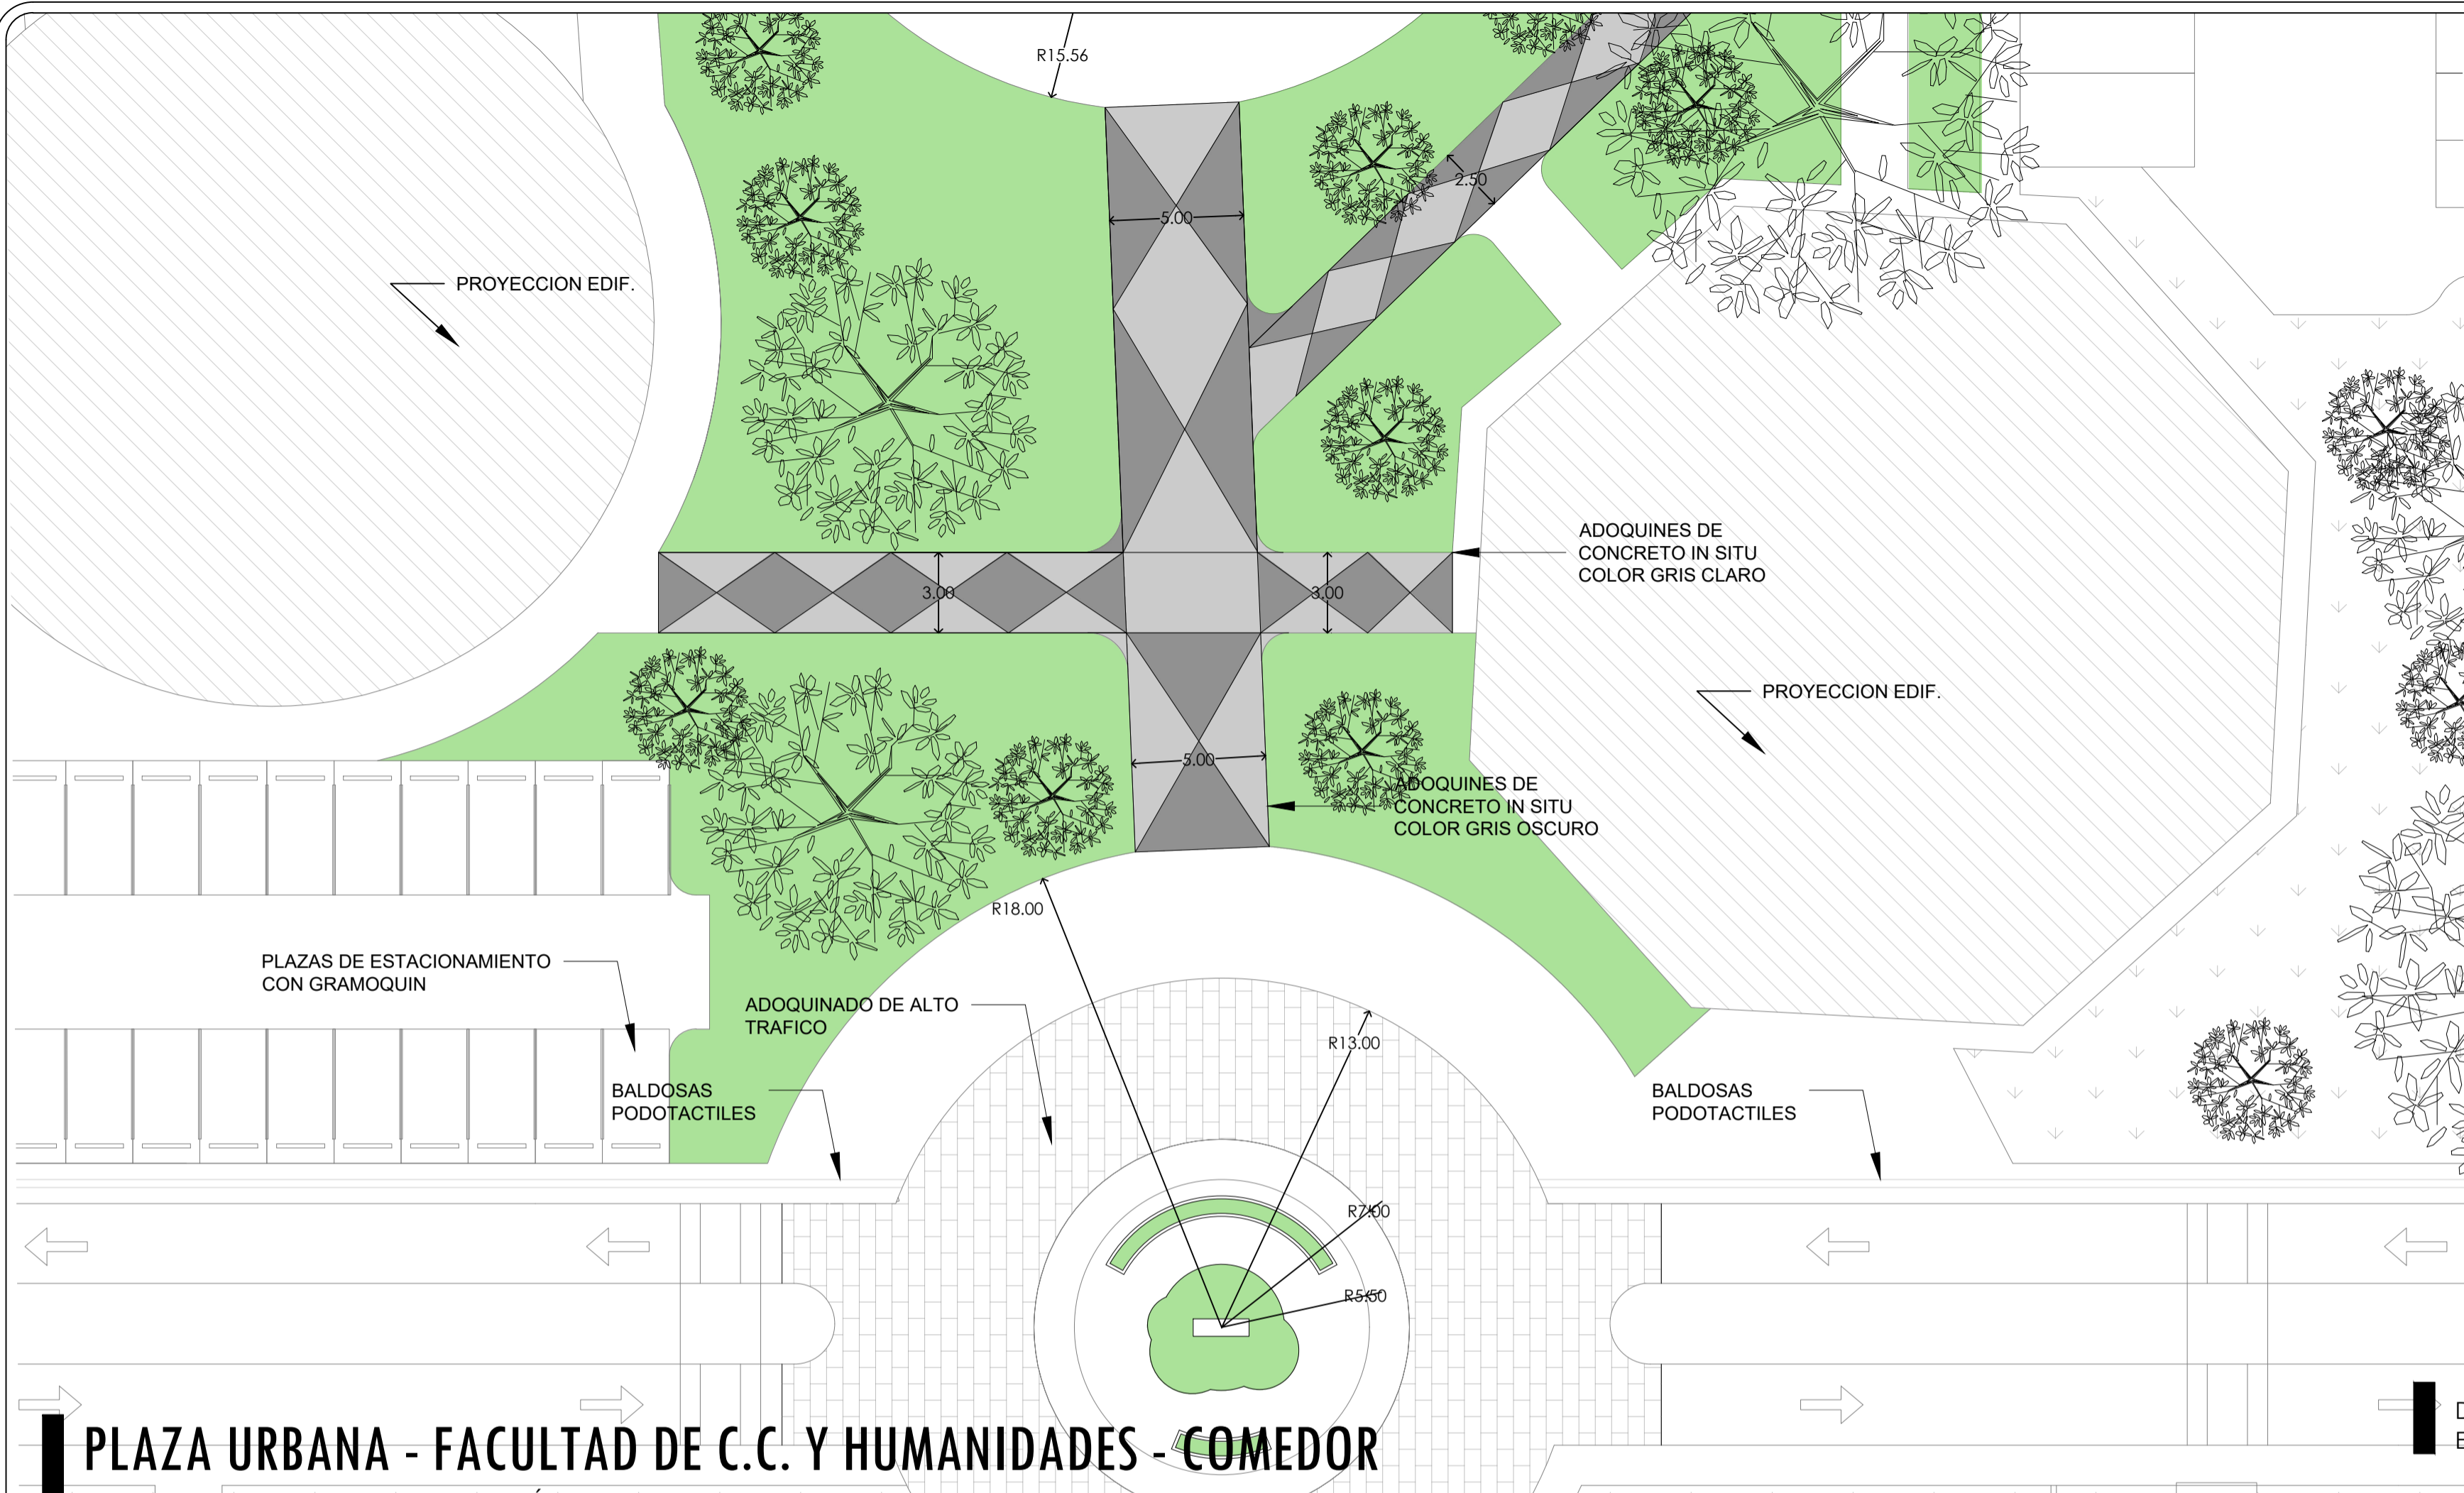 R15.56
2.50
5.00
PROYECCION EDIF.
ADOQUINES DE
CONCRETO IN SITU
COLOR GRIS CLARO
3.00
3.00
PROYECCION EDIF.
5.00
ADOQUINES DE
CONCRETO IN SITU
COLOR GRIS OSCURO
R18.00
PLAZAS DE ESTACIONAMIENTO
CON GRAMOQUIN
ADOQUINADO DE ALTO
TRAFICO
R13.00
BALDOSAS
PODOTACTILES
BALDOSAS
PODOTACTILES
R7.00
R5.50
PLAZA URBANA - FACULTAD DE C.C. Y HUMANIDADES - COMEDOR